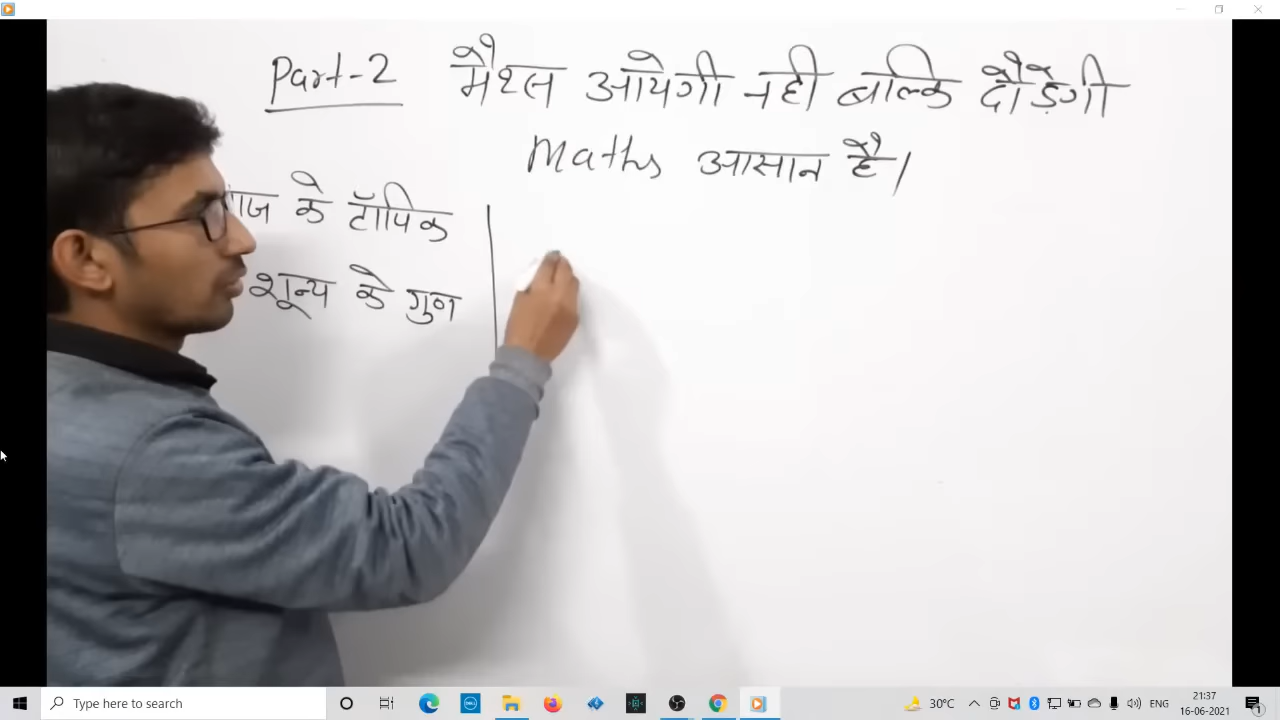 Part-2 मैथ्स आयेगी नही बल्कि दौड़ेगी
Maths आसान है।
के टॉपिक
शून्य के गुण
Type here to search
30°C
ENG
21:37
16-06-2021